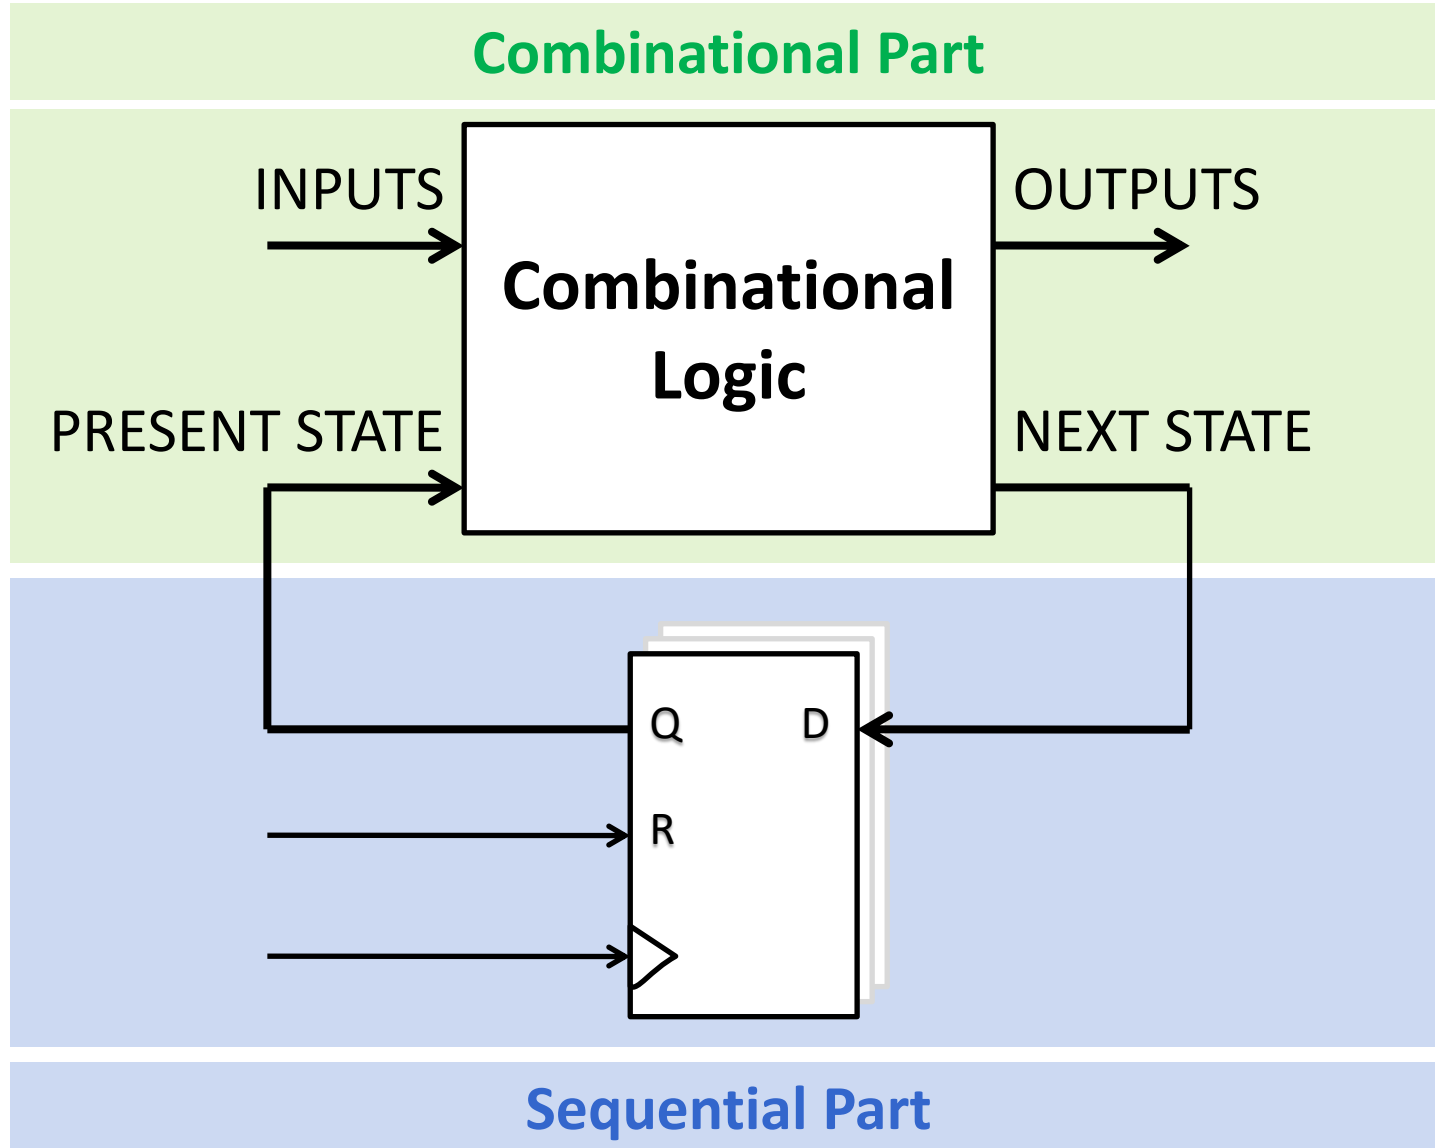 Combinational Part
INPUTS
OUTPUTS
Combinational
Logic
PRESENT STATE
NEXT STATE
Q
D
R
Sequential Part